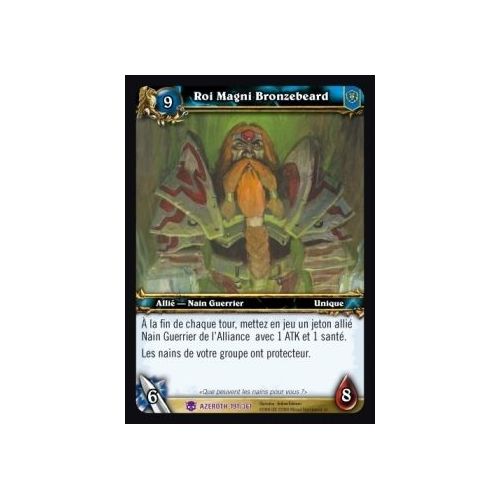 9
Roi Magni Bronzebeard
Allié — Nain Guerrier Unique
À la fin de chaque tour, mettez en jeu un jeton allié
Nain Guerrier de l'Alliance avec 1 ATK et 1 santé.
Les nains de votre groupe ont protecteur.
«Que peuvent les nains pour vous ?»
6
AZEROTH 191/361
8